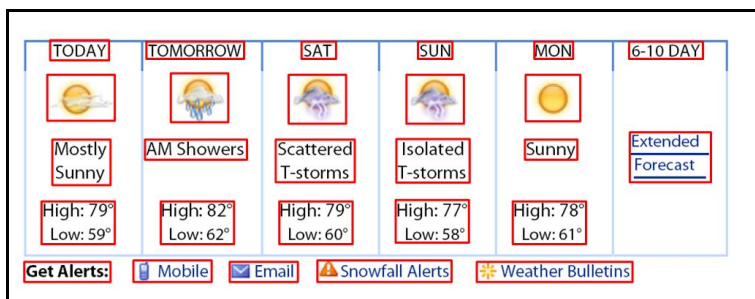 TODAY TOMORROW SAT SUN MON 6-10 DAY
Mostly Sunny AM Showers Scattered T-storms Isolated T-storms Sunny Extended Forecast
High: 79° High: 82° High: 79° High: 77° High: 78°
Low: 59° Low: 62° Low: 60° Low: 58° Low: 61°
Get Alerts: Mobile Email Snowfall Alerts Weather Bulletins